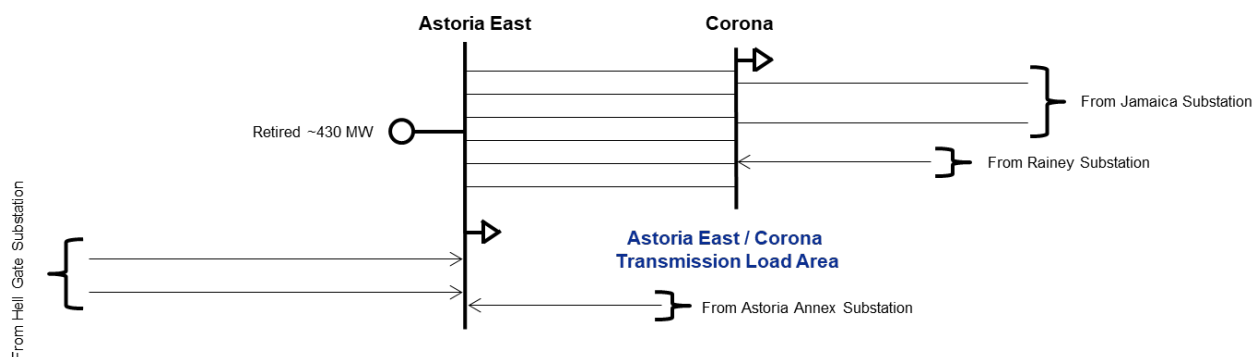 Astoria East
Corona
From Jamaica Substation
Retired ~430 MW
From Rainey Substation
From Hell Gate Substation
Astoria East / Corona
Transmission Load Area
From Astoria Annex Substation